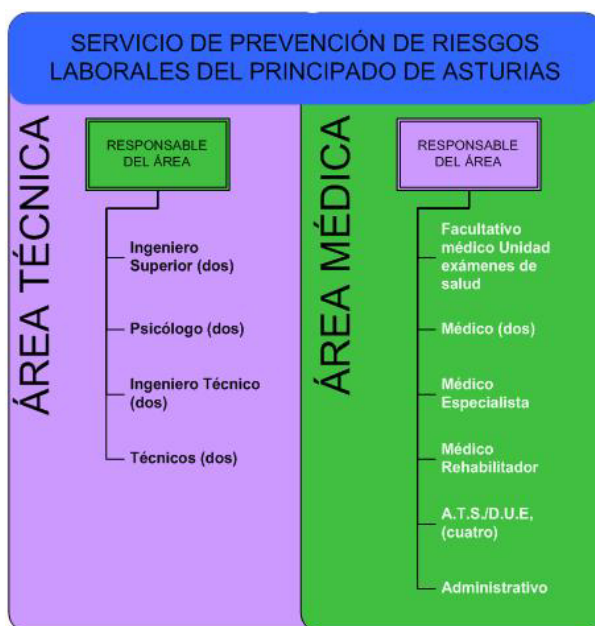 SERVICIO DE PREVENCIÓN DE RIESGOS
LABORALES DEL PRINCIPADO DE ASTURIAS
ÁREA TÉCNICA
RESPONSABLE
DEL ÁREA
Ingeniero
Superior (dos)
Psicólogo (dos)
Ingeniero Técnico
(dos)
Técnicos (dos)
ÁREA MÉDICA
RESPONSABLE
DEL ÁREA
Facultativo
médico Unidad
exámenes de
salud
Médico (dos)
Médico
Especialista
Médico
Rehabilitador
A.T.S./D.U.E,
(cuatro)
Administrativo